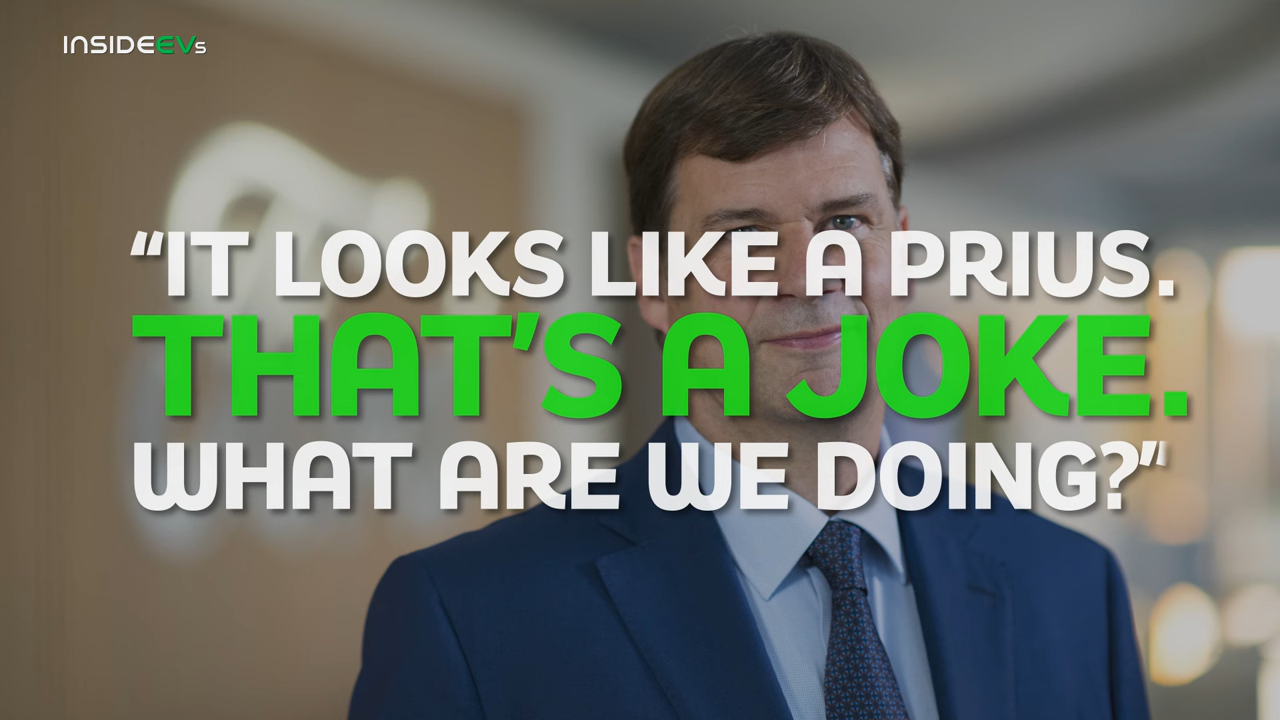 INSIDEEVs
“IT LOOKS LIKE A PRIUS.
THAT’S A JOKE.
WHAT ARE WE DOING?”